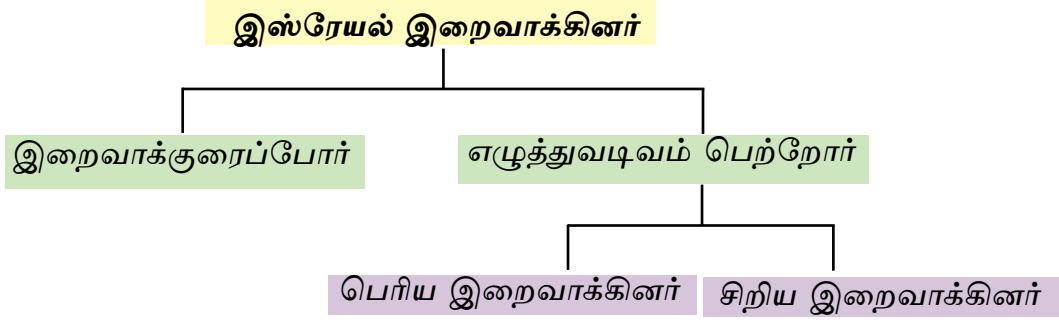 இஸ்ரேயல் இறைவாக்கினர்
இறைவாக்குரைப்போர்
எழுத்துவடிவம் பெற்றோர்
பெரிய இறைவாக்கினர்
சிறிய இறைவாக்கினர்